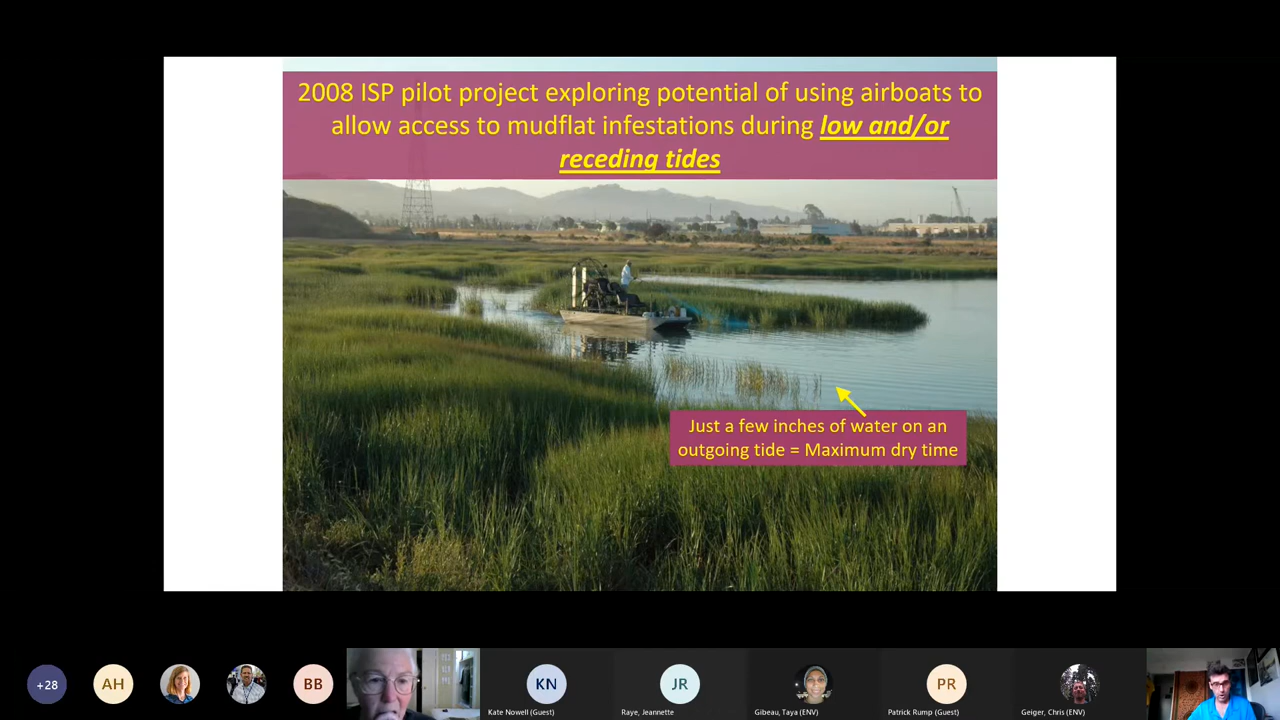 2008 ISP pilot project exploring potential of using airboats to
allow access to mudflat infestations during low and/or
receding tides
Just a few inches of water on an
outgoing tide = Maximum dry time
+28
AH
BB
KN
Kate Nowell (Guest)
JR
Raye, Jeannette
Gibeau, Taya (ENV)
PR
Patrick Rump (Guest)
Geiger, Chris (ENV)